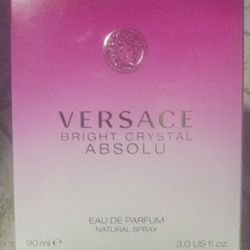 VERSACE
BRIGHT CRYSTAL
ABSOLU
EAU DE PARFUM
NATURAL SPRAY
90 ml ℮ 3.0 US fl.oz.